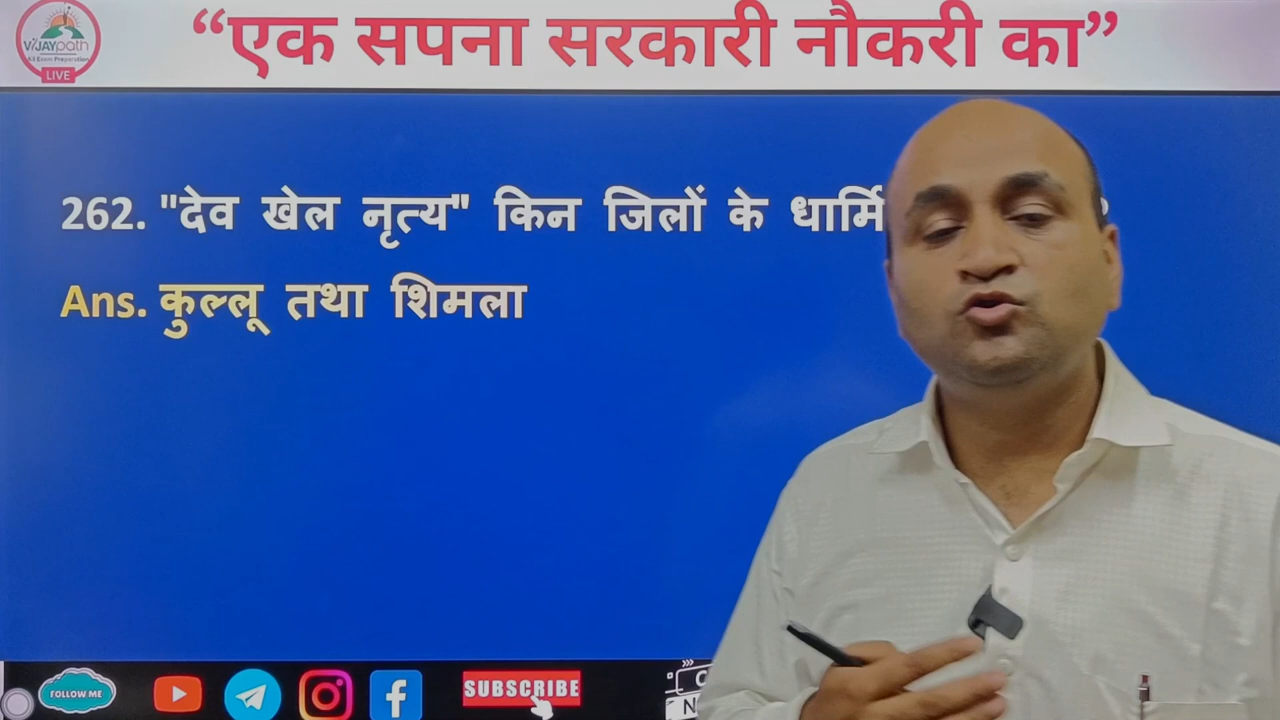 “एक सपना सरकारी नौकरी का”
VIJAYpath
All Exam Preparation
LIVE
262. "देव खेल नृत्य" किन जिलों के
Ans. कुल्लू तथा शिमला
FOLLOW ME
SUBSCRIBE